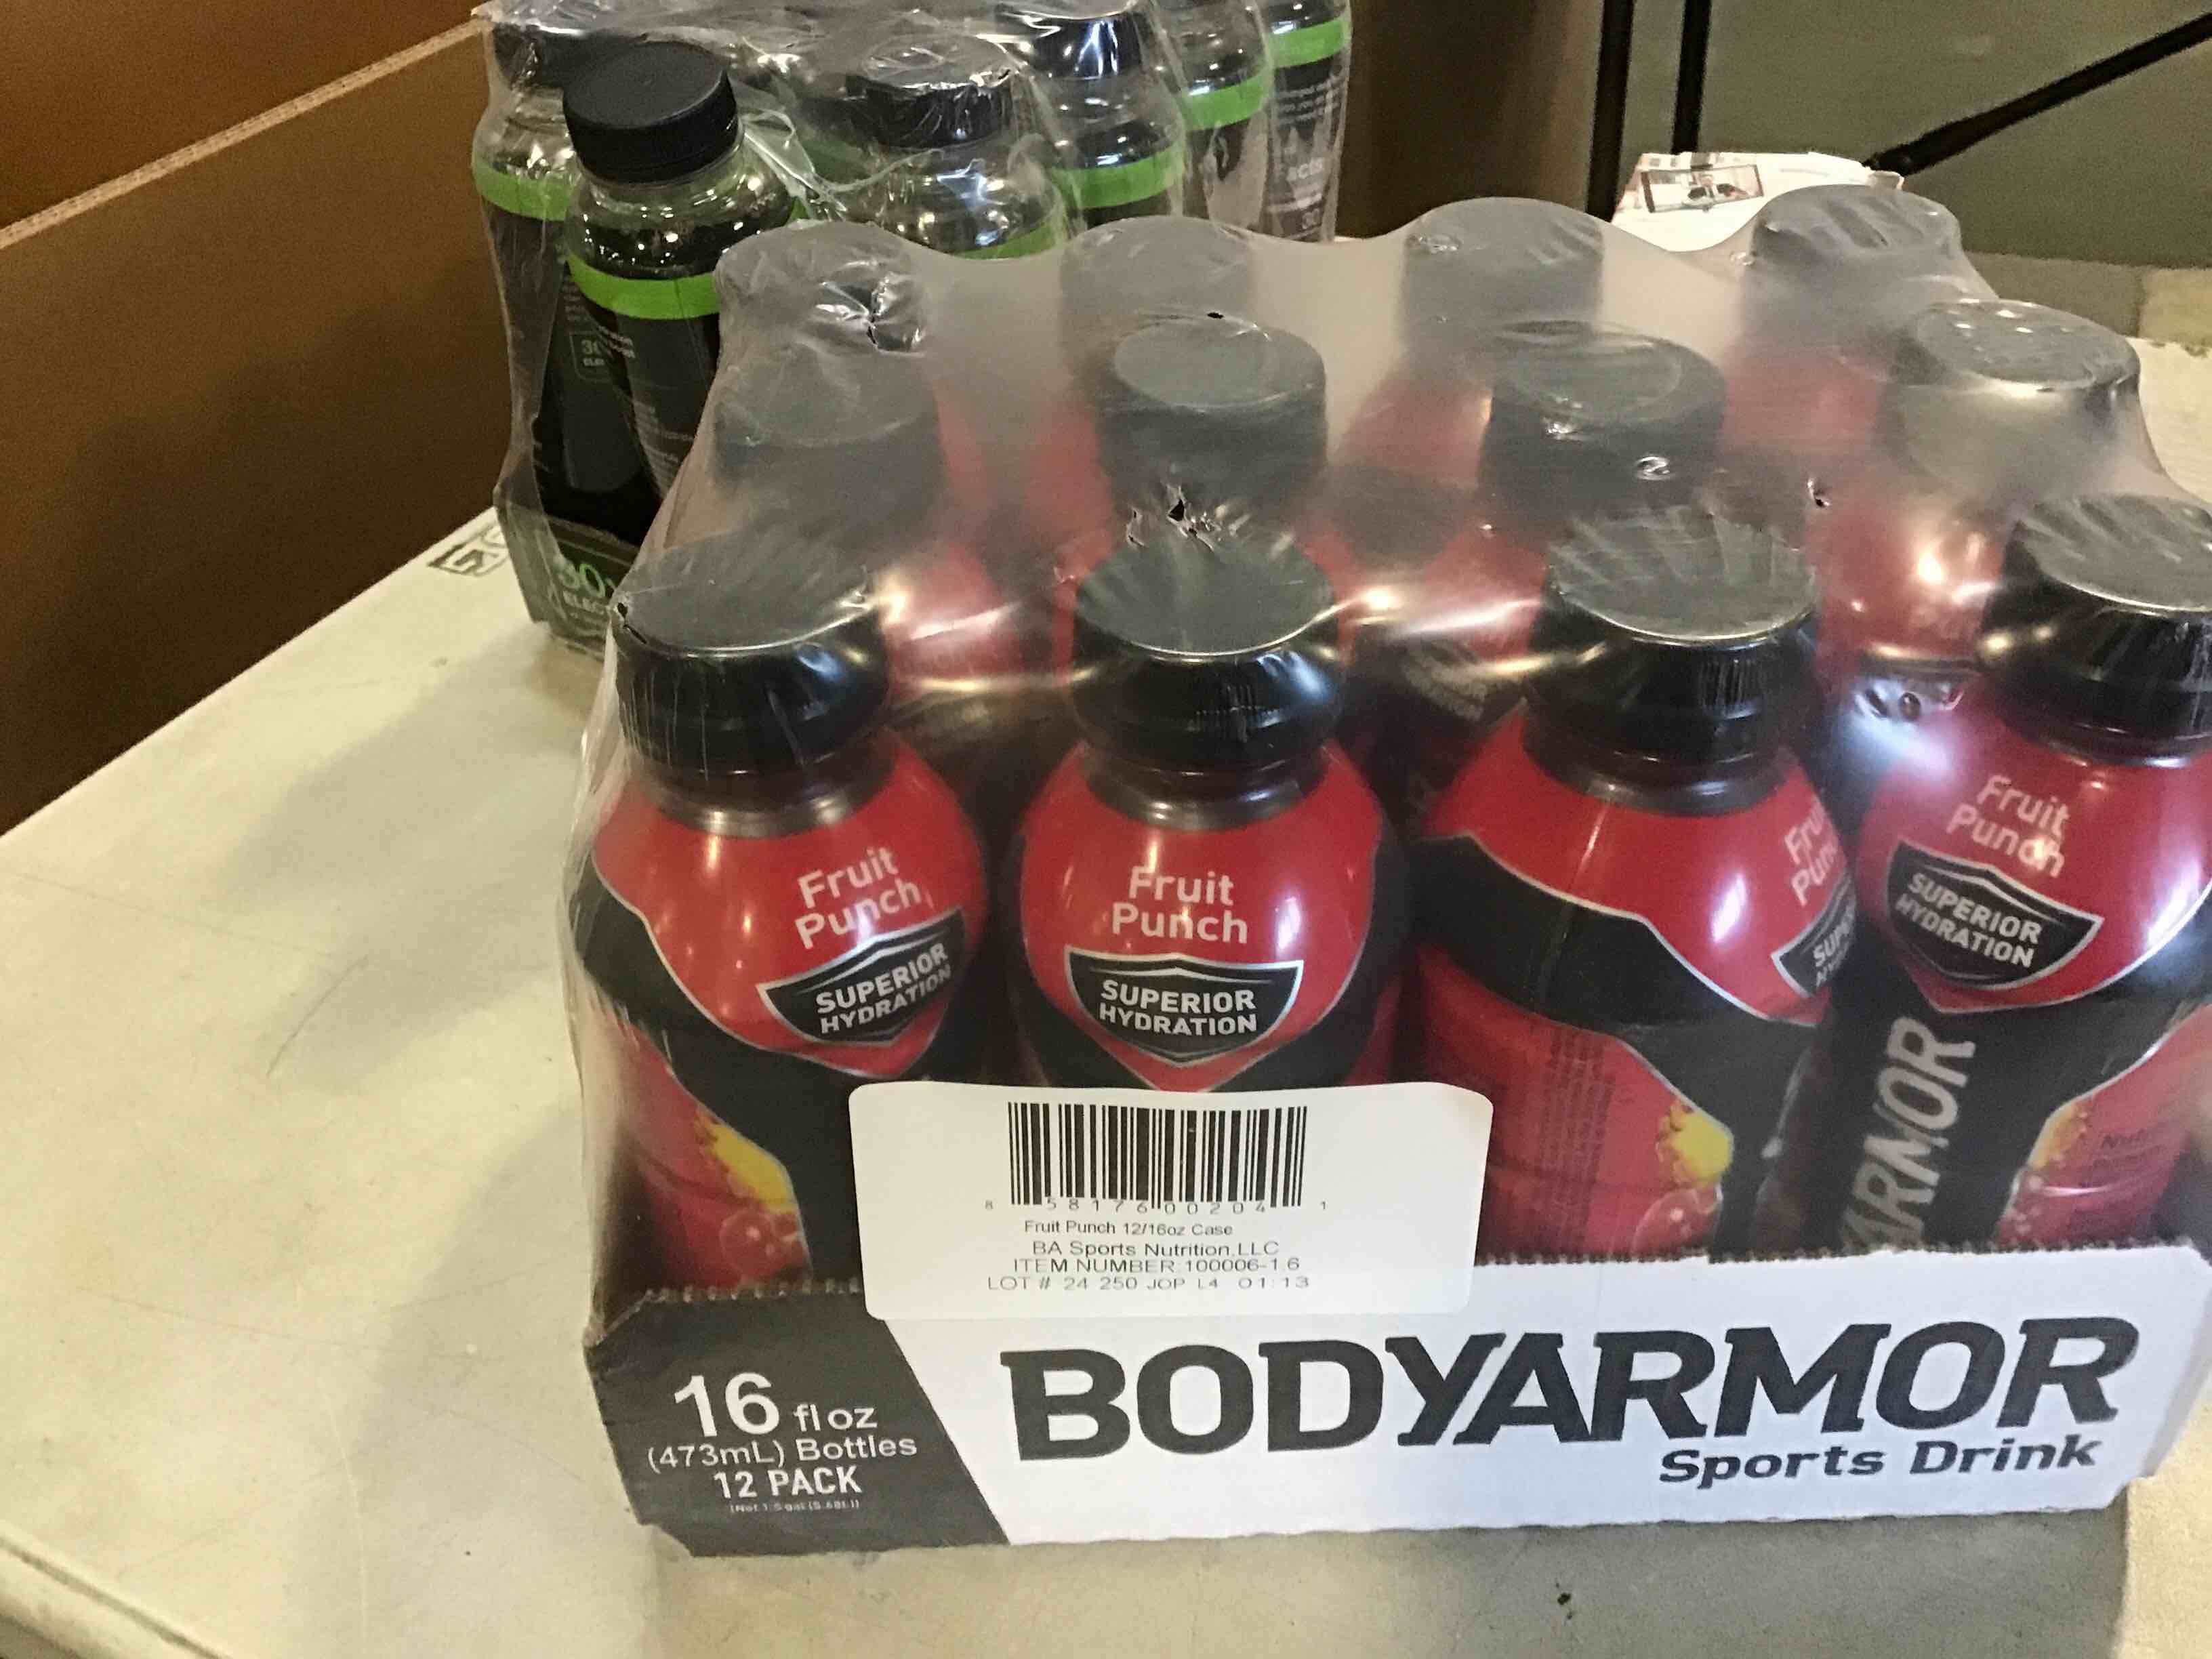 30
Fruit
Punch
SUPERIOR
HYDRATION
Fruit
Punch
SUPERIOR
HYDRATION
Fruit
Punch
SUPERIOR
HYDRATION
ARMOR
8 58176 00204 1
Fruit Punch 12/16oz Case
BA Sports Nutrition,LLC
ITEM NUMBER:100006-1.6
LOT # 24 250 JOP L4 01:13
16 fl oz
(473mL) Bottles
12 PACK
BODYARMOR
Sports Drink